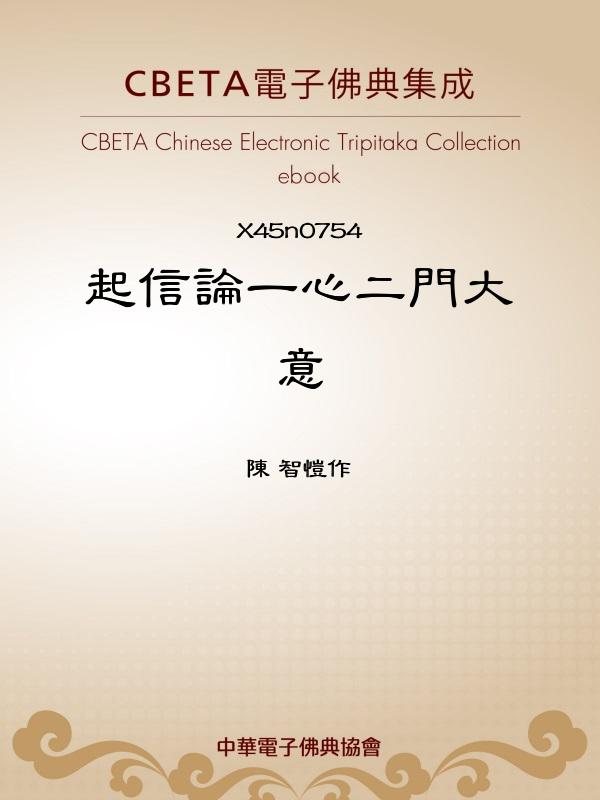 CBETA電子佛典集成
CBETA Chinese Electronic Tripitaka Collection
ebook
X45n0754
起信論一心二門大
意
陳 智愷作
中華電子佛典協會